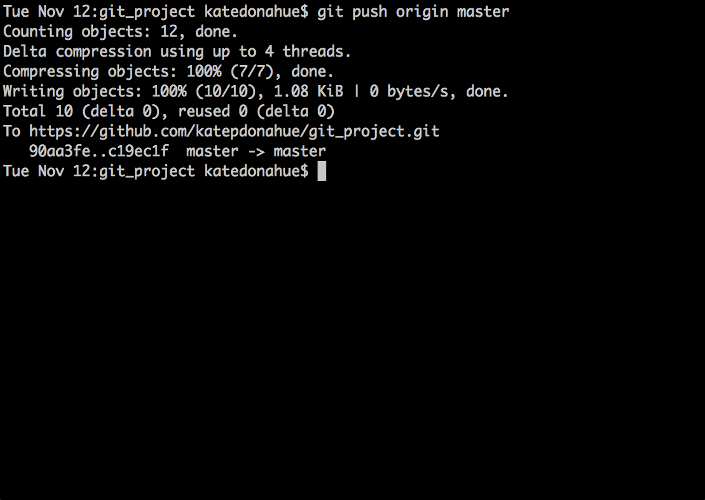 Tue Nov 12:git_project katedonahue$ git push origin master
Counting objects: 12, done.
Delta compression using up to 4 threads.
Compressing objects: 100% (7/7), done.
Writing objects: 100% (10/10), 1.08 KiB | 0 bytes/s, done.
Total 10 (delta 0), reused 0 (delta 0)
To https://github.com/katepdonahue/git_project.git
   90aa3fe..c19ec1f  master -> master
Tue Nov 12:git_project katedonahue$